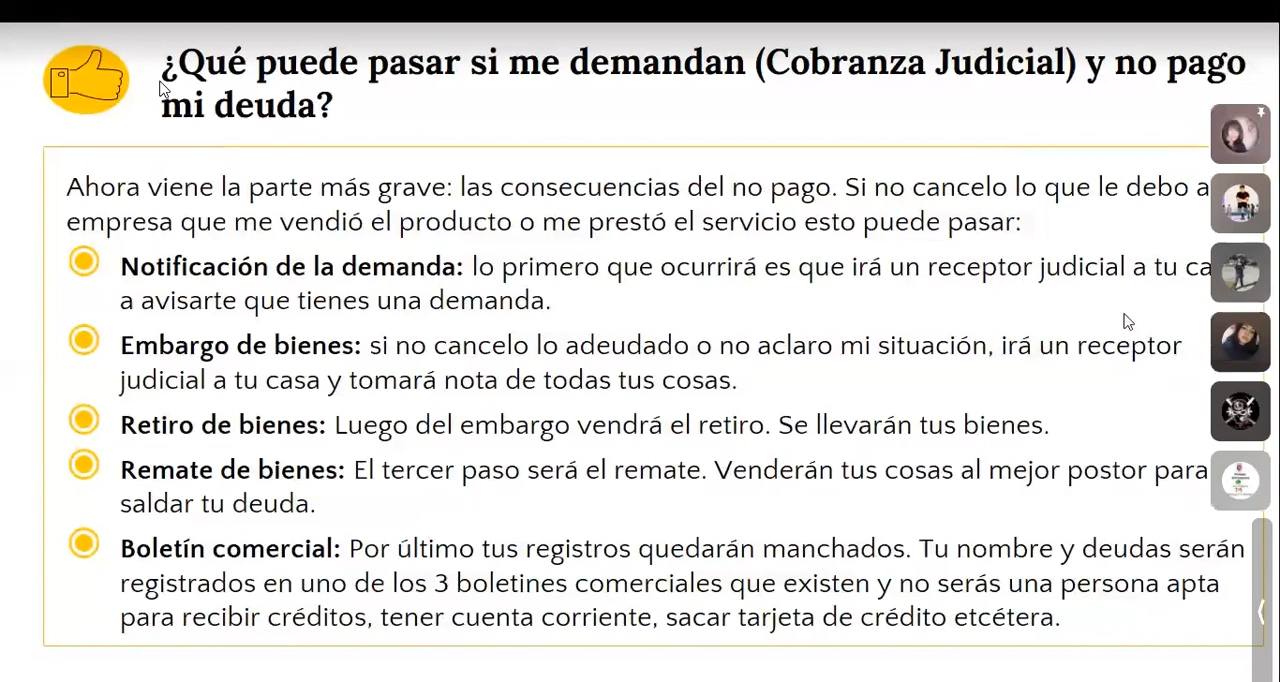 ¿Qué puede pasar si me demandan (Cobranza Judicial) y no pago
mi deuda?
Ahora viene la parte más grave: las consecuencias del no pago. Si no cancelo lo que le debo a
empresa que me vendió el producto o me prestó el servicio esto puede pasar:
Notificación de la demanda: lo primero que ocurrirá es que irá un receptor judicial a tu
a avisarte que tienes una demanda.
Embargo de bienes: si no cancelo lo adeudado o no aclaro mi situación, irá un receptor
judicial a tu casa y tomará nota de todas tus cosas.
Retiro de bienes: Luego del embargo vendrá el retiro. Se llevarán tus bienes.
Remate de bienes: El tercer paso será el remate. Venderán tus cosas al mejor postor para
saldar tu deuda.
Boletín comercial: Por último tus registros quedarán manchados. Tu nombre y deudas serán
registrados en uno de los 3 boletines comerciales que existen y no serás una persona apta
para recibir créditos, tener cuenta corriente, sacar tarjeta de crédito etcétera.